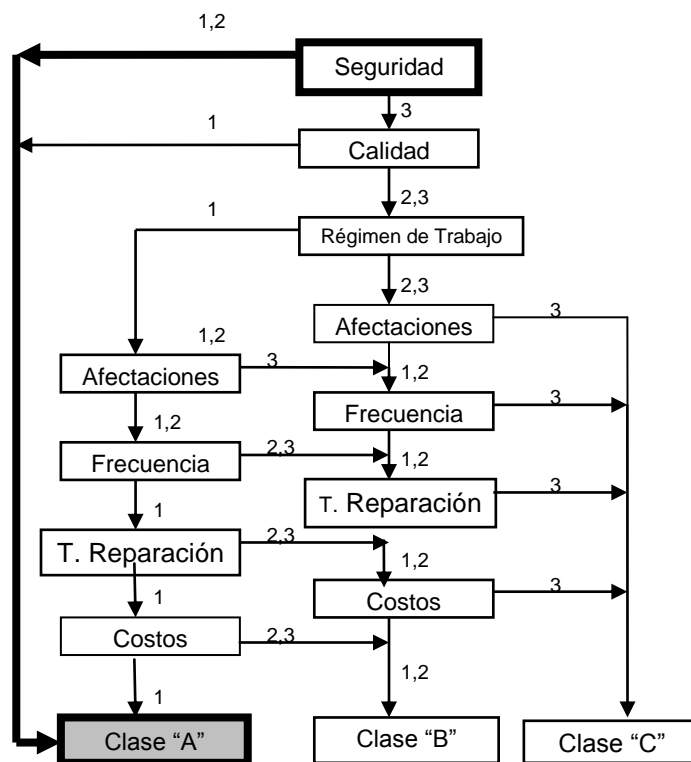 1,2
Seguridad
3
1
Calidad
2,3
1
Régimen de Trabajo
2,3
Afectaciones
3
1,2
Afectaciones
3
1,2
Frecuencia
3
1,2
Frecuencia
2,3
1,2
T. Reparación
3
1
T. Reparación
2,3
1,2
Costos
3
1
Costos
2,3
1,2
1
Clase “A”
Clase “B”
Clase “C”